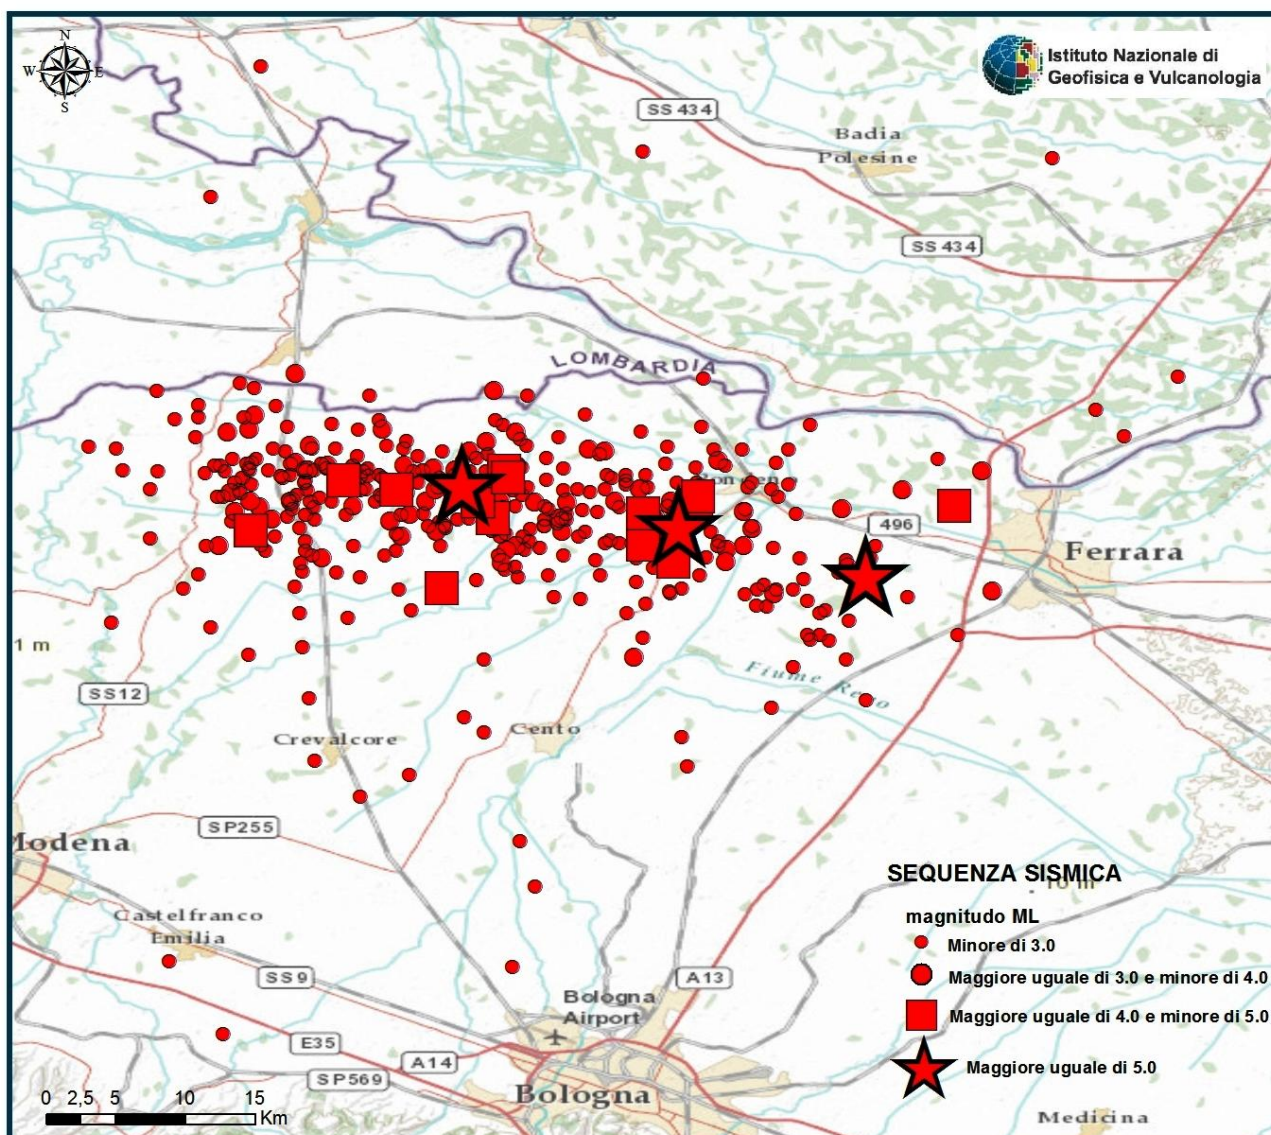 N
W E
S
Istituto Nazionale di
Geofisica e Vulcanologia
SS 434
Badia
Polesine
SS 434
LOMBARDIA
496
Ferrara
1 m
SS12
Fiume Reno
Crevalcore
Cento
SP255
Modena
SEQUENZA SISMICA
10 m
magnitudo ML
Minore di 3.0
Maggiore uguale di 3.0 e minore di 4.0
Maggiore uguale di 4.0 e minore di 5.0
Maggiore uguale di 5.0
Castelfranco
Emilia
SS9
A13
Bologna
Airport
E35
A14
SP569
Bologna
Medicina
0 2,5 5 10 15
Km